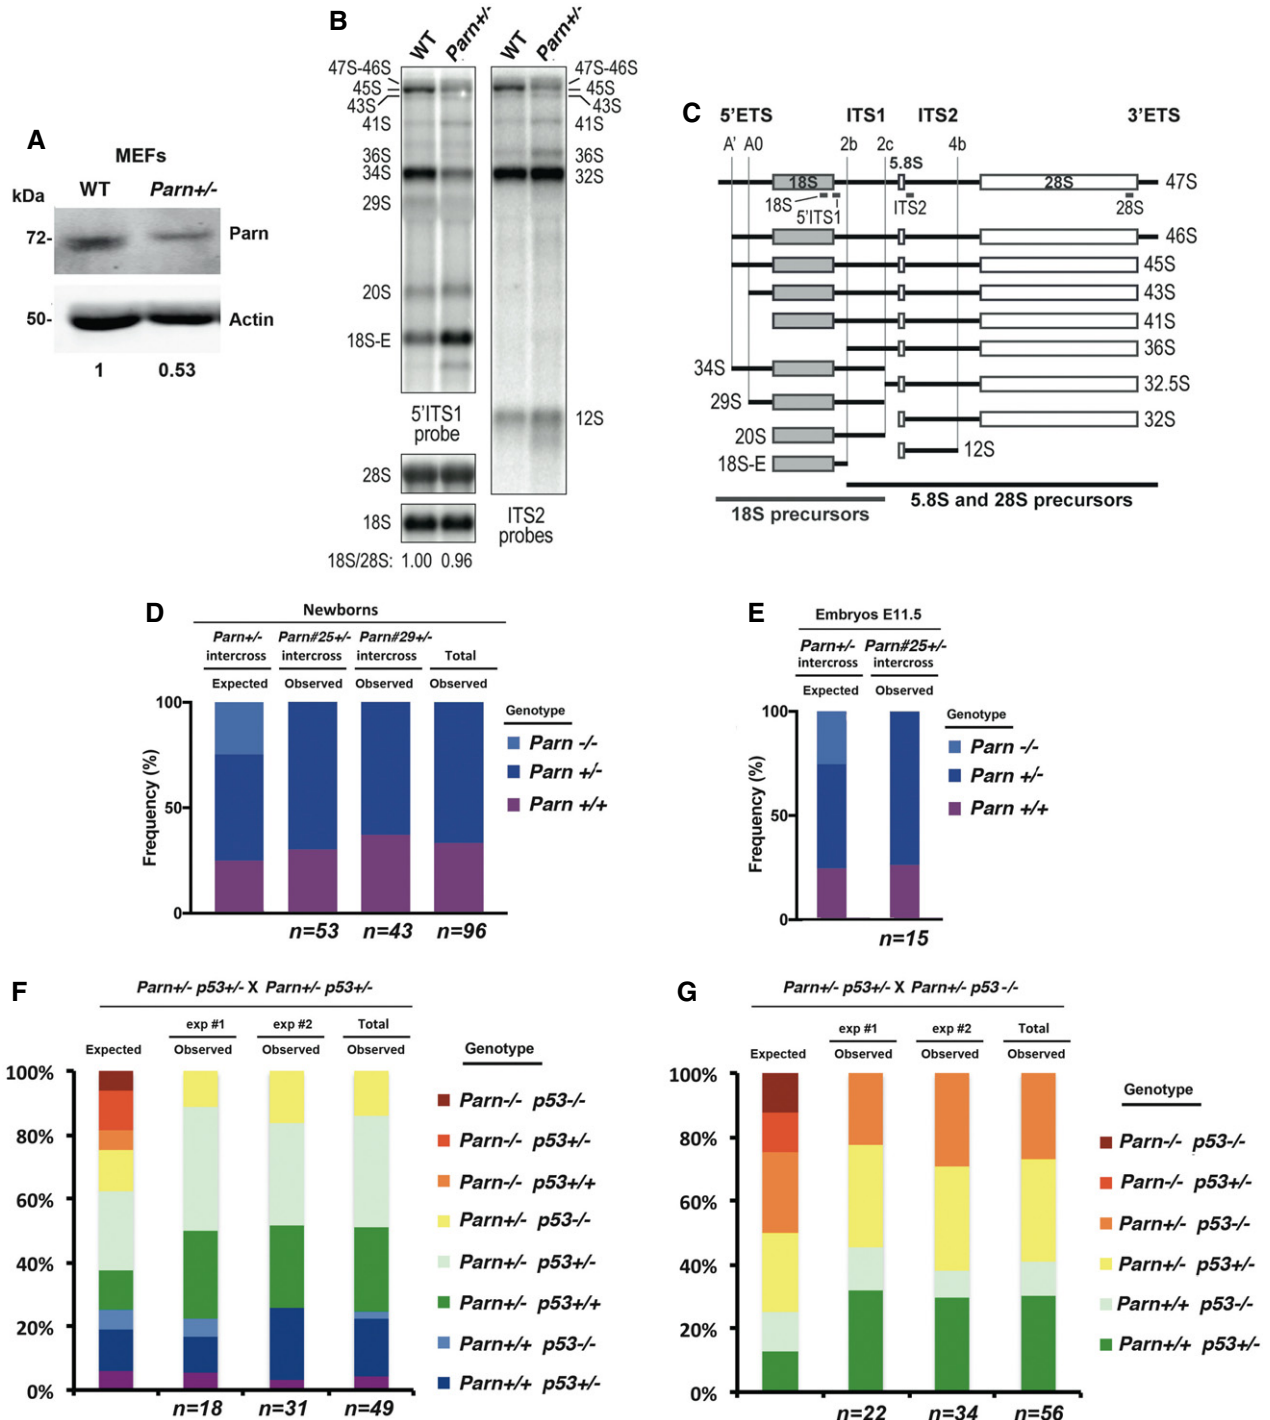 A
MEFs
WT Parn+/-
kDa
72- Parn
50- Actin
1 0.53
B
WT Parn+/- WT Parn+/-
47S-46S 47S-46S
45S 45S
43S 43S
41S 41S
36S 36S
34S 32S
29S
20S
18S-E
12S
5'ITS1
probe
28S
18S
ITS2
probes
18S/28S: 1.00 0.96
C
5'ETS ITS1 ITS2 3'ETS
A' A0 2b 2c 4b
5.8S
18S 28S 47S
18S 5'ITS1 ITS2 28S
46S
45S
43S
41S
36S
34S
32.5S
29S
32S
20S
12S
18S-E
18S precursors
5.8S and 28S precursors
D
Newborns
Parn+/- Parn#25+/- Parn#29+/-
intercross intercross intercross Total
Expected Observed Observed Observed
100
50
0
Frequency (%)
n=53 n=43 n=96
Genotype
Parn -/-
Parn +/-
Parn +/+
E
Embryos E11.5
Parn+/- Parn#25+/-
intercross intercross
Expected Observed
100
50
0
Frequency (%)
n=15
Genotype
Parn -/-
Parn +/-
Parn +/+
F
Parn+/- p53+/- X Parn+/- p53+/-
exp #1 exp #2 Total
Expected Observed Observed Observed
100%
80%
60%
40%
20%
0%
n=18 n=31 n=49
Genotype
Parn-/- p53-/-
Parn-/- p53+/-
Parn-/- p53+/+
Parn+/- p53-/-
Parn+/- p53+/-
Parn+/- p53+/+
Parn+/+ p53-/-
Parn+/+ p53+/-
G
Parn+/- p53+/- X Parn+/- p53-/-
exp #1 exp #2 Total
Expected Observed Observed Observed
100%
80%
60%
40%
20%
0%
n=22 n=34 n=56
Genotype
Parn-/- p53-/-
Parn-/- p53+/-
Parn+/- p53-/-
Parn+/- p53+/-
Parn+/+ p53-/-
Parn+/+ p53+/-